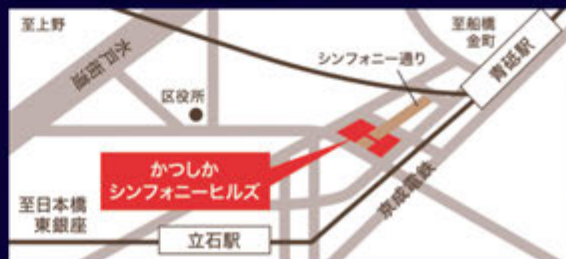 至上野
水戸街道
至船橋
金町
シンフォニー通り
青砥駅
区役所
かつしか
シンフォニーヒルズ
京成電鉄
至日本橋
東銀座
立石駅